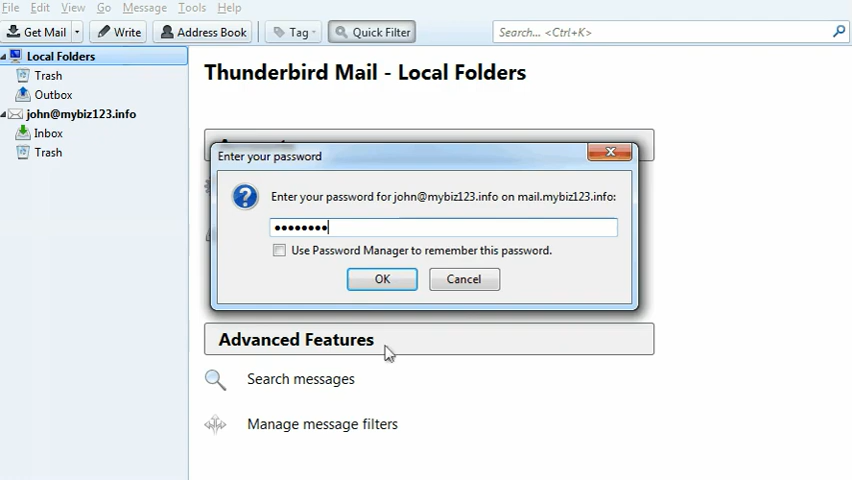 File Edit View Go Message Tools Help
Get Mail Write Address Book Tag Quick Filter Search... <Ctrl+K>
Local Folders
Trash
Outbox
john@mybiz123.info
Inbox
Trash
Thunderbird Mail - Local Folders
Enter your password
Enter your password for john@mybiz123.info on mail.mybiz123.info:
••••••••
Use Password Manager to remember this password.
OK Cancel
Advanced Features
Search messages
Manage message filters